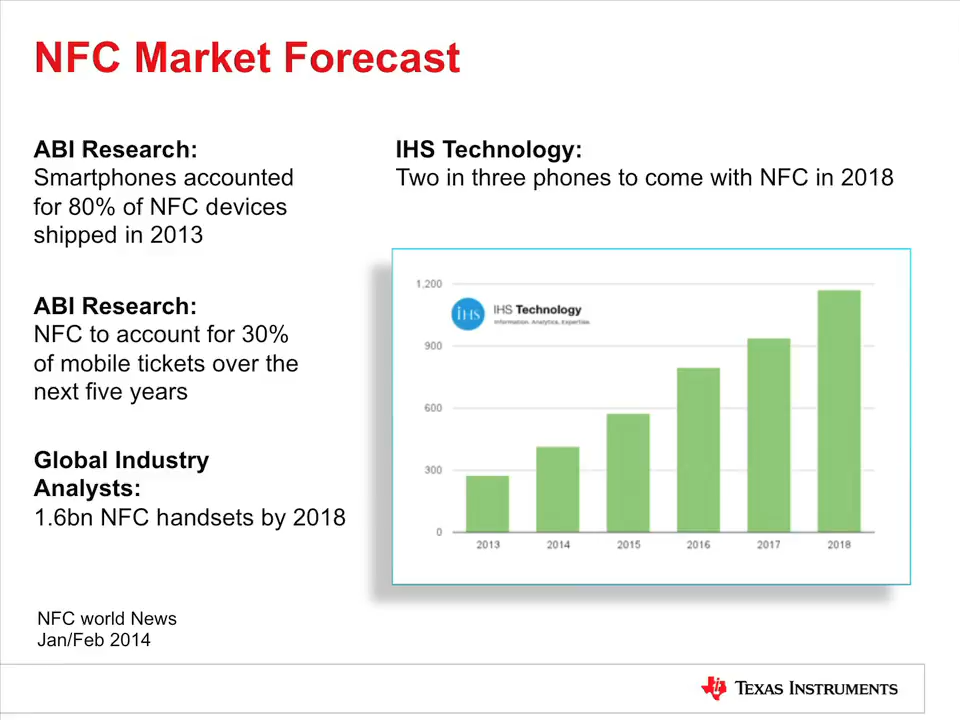 NFC Market Forecast
ABI Research:
Smartphones accounted
for 80% of NFC devices
shipped in 2013
ABI Research:
NFC to account for 30%
of mobile tickets over the
next five years
Global Industry
Analysts:
1.6bn NFC handsets by 2018
IHS Technology:
Two in three phones to come with NFC in 2018
1,200
900
600
300
0
IHS
IHS Technology
Information. Analytics. Expertise.
2013 2014 2015 2016 2017 2018
NFC world News
Jan/Feb 2014
TEXAS INSTRUMENTS